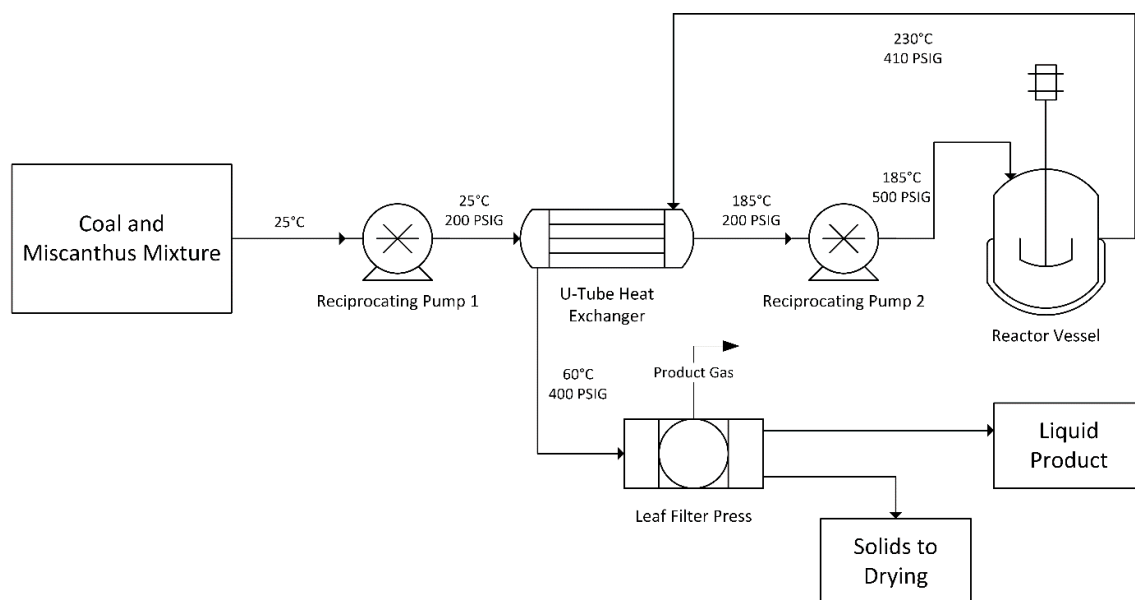 230°C
410 PSIG
Coal and
Miscanthus Mixture
25°C
25°C
200 PSIG
185°C
200 PSIG
185°C
500 PSIG
Reciprocating Pump 1
U-Tube Heat
Exchanger
Reciprocating Pump 2
Reactor Vessel
60°C
400 PSIG
Product Gas
Leaf Filter Press
Liquid
Product
Solids to
Drying